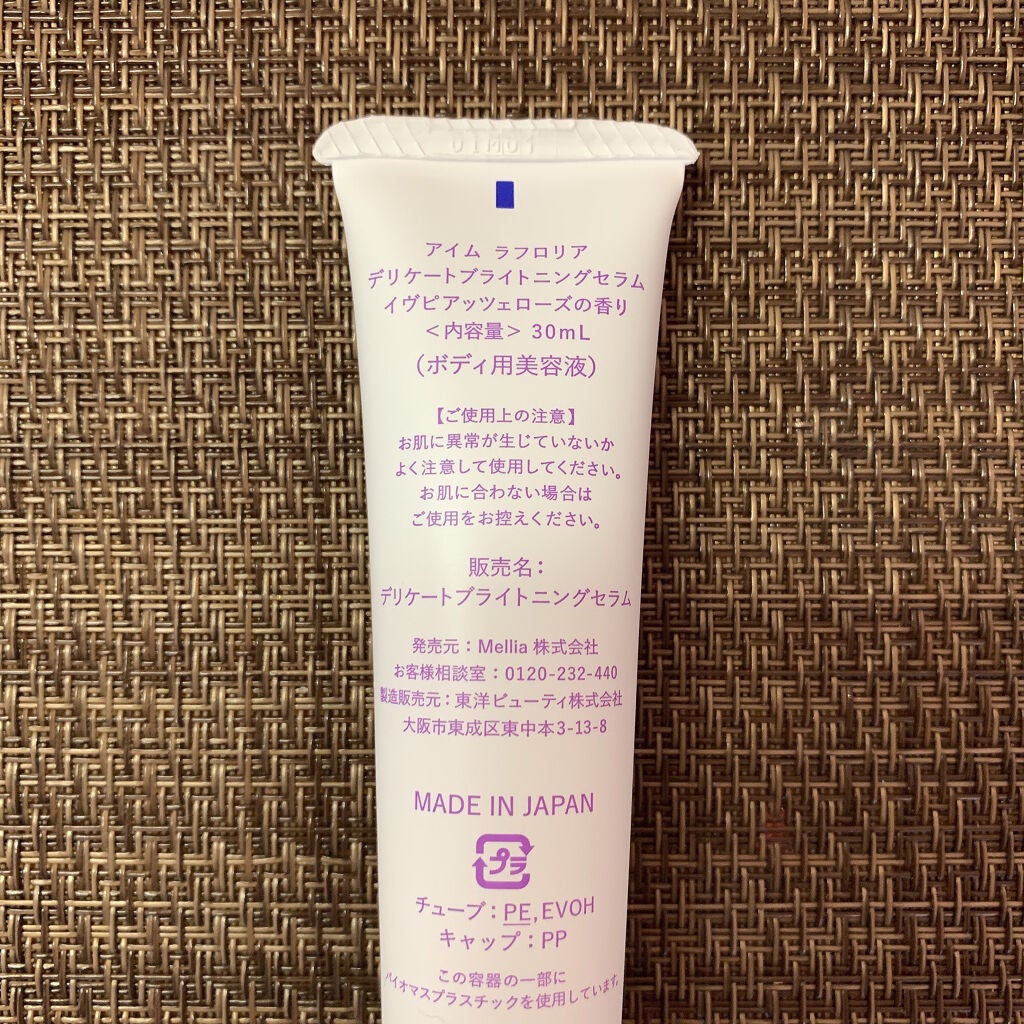 アイム ラフロリア
デリケートブライトニングセラム
イヴピアッツェローズの香り
<内容量> 30mL
(ボディ用美容液)
【ご使用上の注意】
お肌に異常が生じていないか
よく注意して使用してください。
お肌に合わない場合は
ご使用をお控えください。
販売名:
デリケートブライトニングセラム
発売元:Mellia 株式会社
お客様相談室:0120-232-440
製造販売元:東洋ビューティ株式会社
大阪市東成区東中本3-13-8
MADE IN JAPAN
プラ
チューブ:PE,EVOH
キャップ:PP
この容器の一部に
バイオマスプラスチックを使用しています。